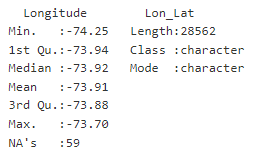 Longitude Lon_Lat
Min. :-74.25 Length:28562
1st Qu.:-73.94 Class :character
Median :-73.92 Mode :character
Mean :-73.91
3rd Qu.:-73.88
Max. :-73.70
NA's :59